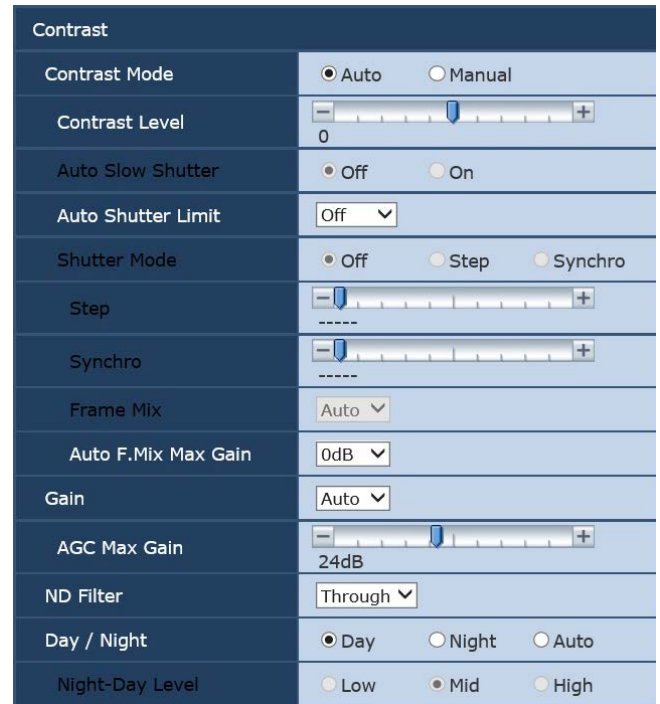 Contrast
Contrast Mode Auto Manual
Contrast Level - +
0
Auto Slow Shutter Off On
Auto Shutter Limit Off
Shutter Mode Off Step Synchro
Step - +
-----
Synchro - +
-----
Frame Mix Auto
Auto F.Mix Max Gain 0dB
Gain Auto
AGC Max Gain - +
24dB
ND Filter Through
Day / Night Day Night Auto
Night-Day Level Low Mid High